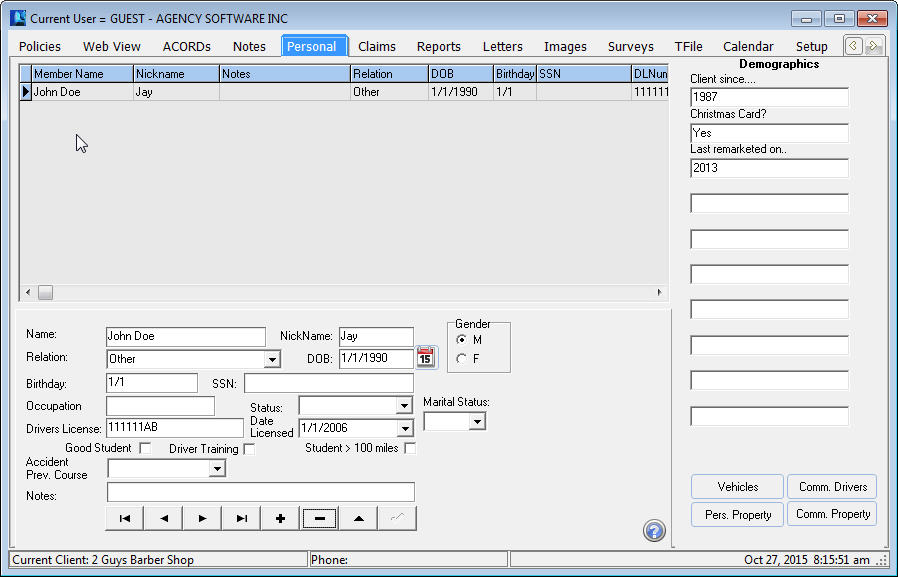 Current User = GUEST - AGENCY SOFTWARE INC
Policies Web View ACORDs Notes Personal Claims Reports Letters Images Surveys TFile Calendar Setup
Member Name Nickname Notes Relation DOB Birthday SSN DLNum
John Doe Jay Other 1/1/1990 1/1 111111
Demographics
Client since....
1987
Christmas Card?
Yes
Last remarketed on..
2013
Name: John Doe NickName: Jay
Relation: Other DOB: 1/1/1990 15
Birthday: 1/1 SSN:
Gender
M
F
Occupation Status: Marital Status:
Drivers License: 111111AB Date Licensed 1/1/2006
Good Student Driver Training Student > 100 miles
Accident
Prev. Course
Notes:
Vehicles Comm. Drivers
Pers. Property Comm. Property
?
Current Client: 2 Guys Barber Shop Phone: Oct 27, 2015 8:15:51 am